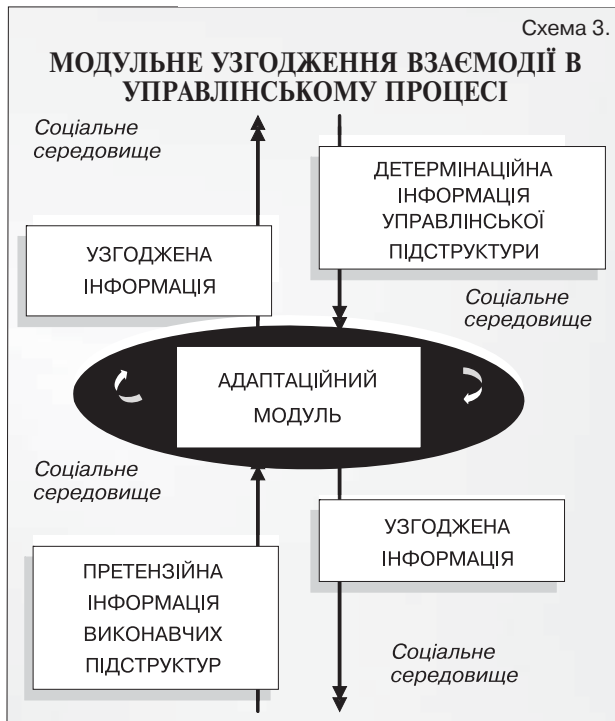 Схема 3.
МОДУЛЬНЕ УЗГОДЖЕННЯ ВЗАЄМОДІЇ В
УПРАВЛІНСЬКОМУ ПРОЦЕСІ
Соціальне
середовище
ДЕТЕРМІНАЦІЙНА
ІНФОРМАЦІЯ
УПРАВЛІНСЬКОЇ
ПІДСТРУКТУРИ
УЗГОДЖЕНА
ІНФОРМАЦІЯ
Соціальне
середовище
АДАПТАЦІЙНИЙ
МОДУЛЬ
Соціальне
середовище
УЗГОДЖЕНА
ІНФОРМАЦІЯ
ПРЕТЕНЗІЙНА
ІНФОРМАЦІЯ
ВИКОНАВЧИХ
ПІДСТРУКТУР
Соціальне
середовище